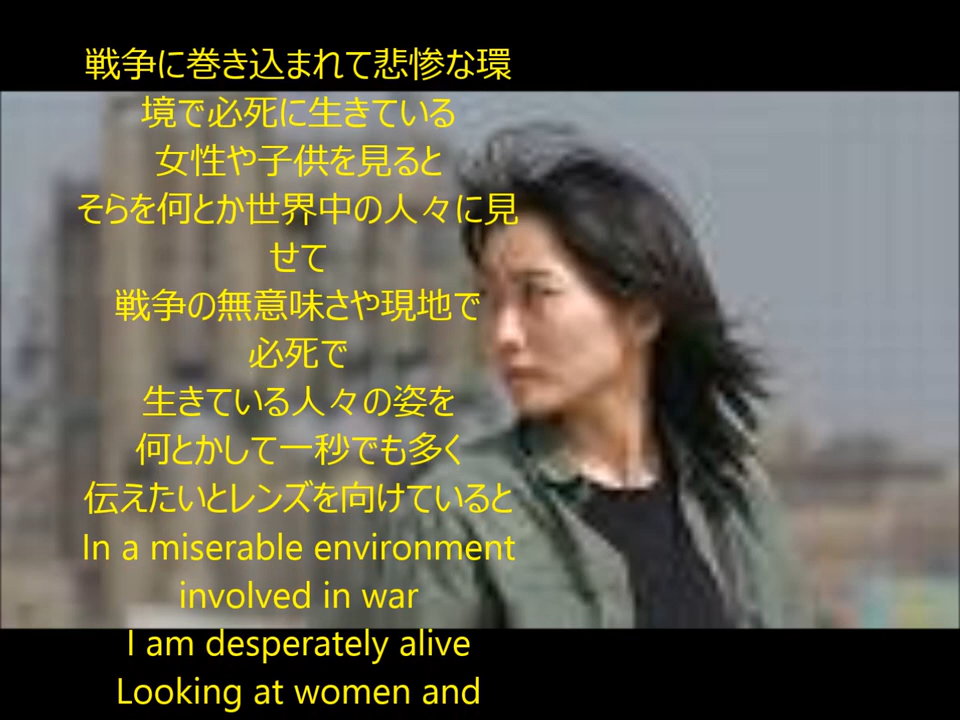 戦争に巻き込まれて悲惨な環
境で必死に生きている
女性や子供を見ると
そらを何とか世界中の人々に見
せて
戦争の無意味さや現地で
必死で
生きている人々の姿を
何とかして一秒でも多く
伝えたいとレンズを向けていると
In a miserable environment
involved in war
I am desperately alive
Looking at women and